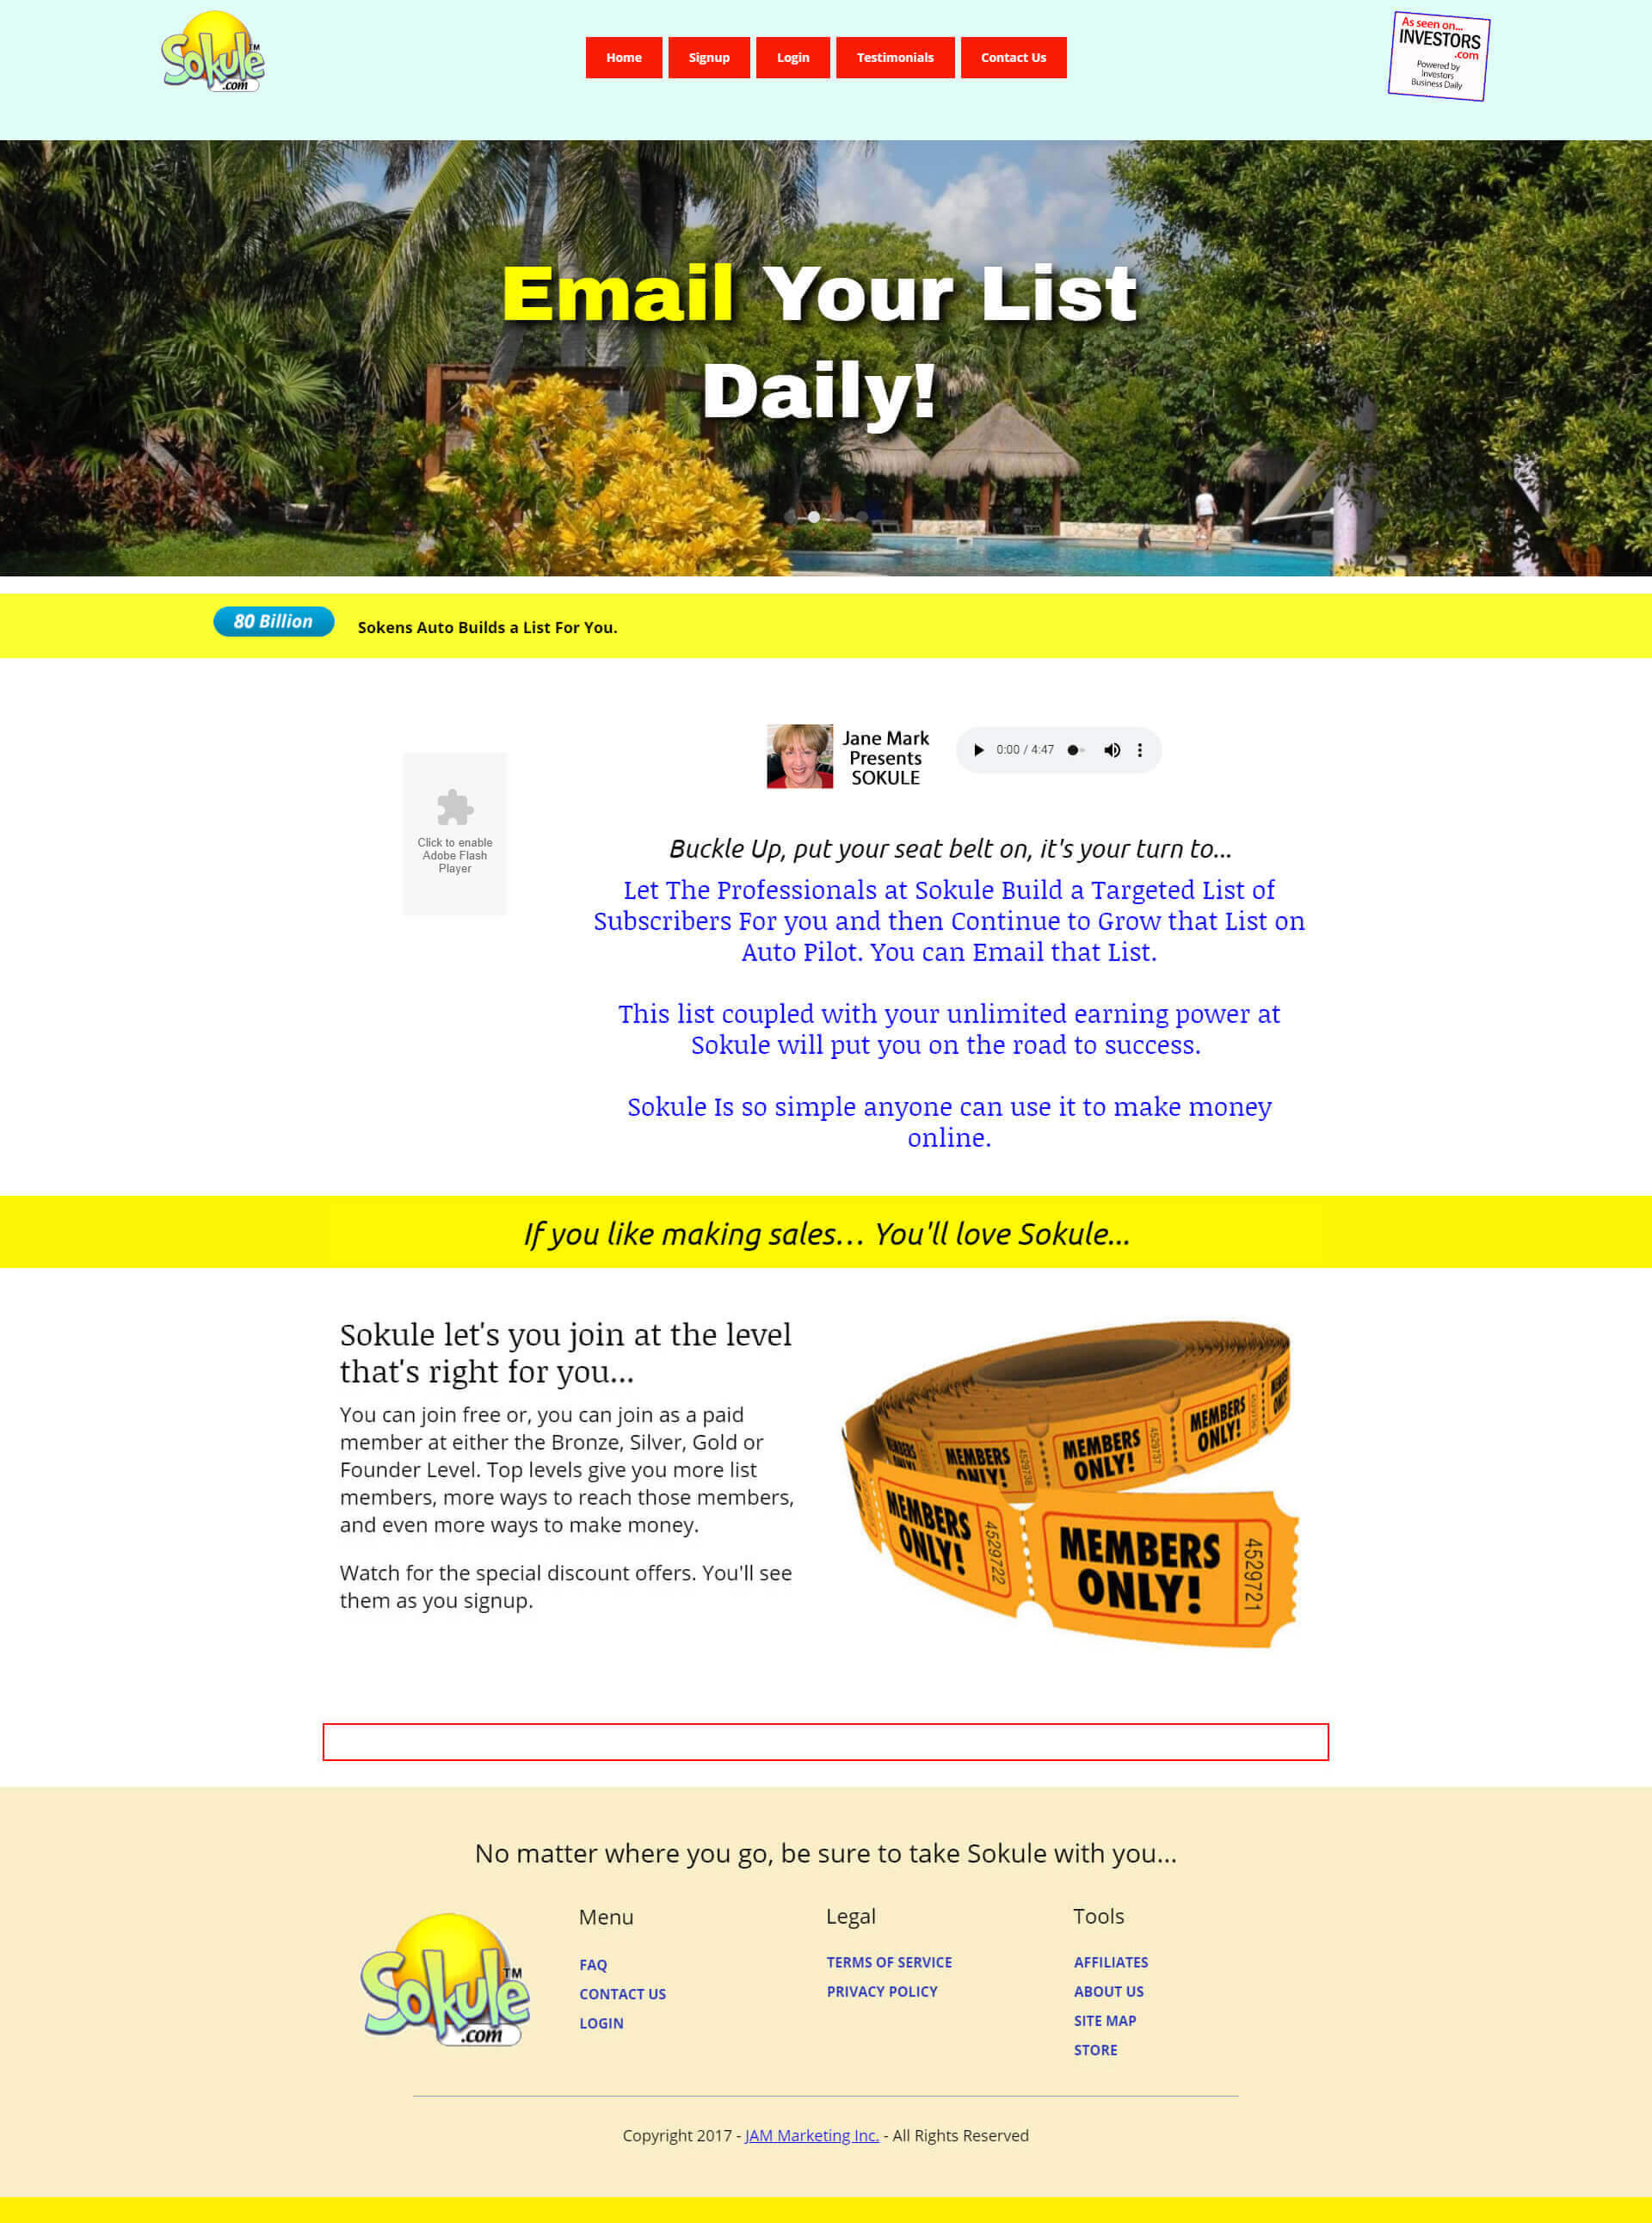 Sokule™
.com
Home
Signup
Login
Testimonials
Contact Us
As seen on...
INVESTORS
.com
Powered by
Investors
Business Daily
Email Your List
Daily!
80 Billion
Sokens Auto Builds a List For You.
Jane Mark
Presents
SOKULE
0:00 / 4:47
Click to enable
Adobe Flash
Player
Buckle Up, put your seat belt on, it's your turn to...
Let The Professionals at Sokule Build a Targeted List of
Subscribers For you and then Continue to Grow that List on
Auto Pilot. You can Email that List.
This list coupled with your unlimited earning power at
Sokule will put you on the road to success.
Sokule Is so simple anyone can use it to make money
online.
If you like making sales... You'll love Sokule...
Sokule let's you join at the level
that's right for you...
You can join free or, you can join as a paid
member at either the Bronze, Silver, Gold or
Founder Level. Top levels give you more list
members, more ways to reach those members,
and even more ways to make money.
Watch for the special discount offers. You'll see
them as you signup.
MEMBERS ONLY!
MEMBERS ONLY! 4529736
MEMBERS ONLY! 4529737
MEMBERS ONLY!
MEMBER ONLY!
MEMBERS ONLY! 4529722
MEMBERS ONLY! 4529721
No matter where you go, be sure to take Sokule with you...
Sokule™
.com
Menu
FAQ
CONTACT US
LOGIN
Legal
TERMS OF SERVICE
PRIVACY POLICY
Tools
AFFILIATES
ABOUT US
SITE MAP
STORE
Copyright 2017 - JAM Marketing Inc. - All Rights Reserved